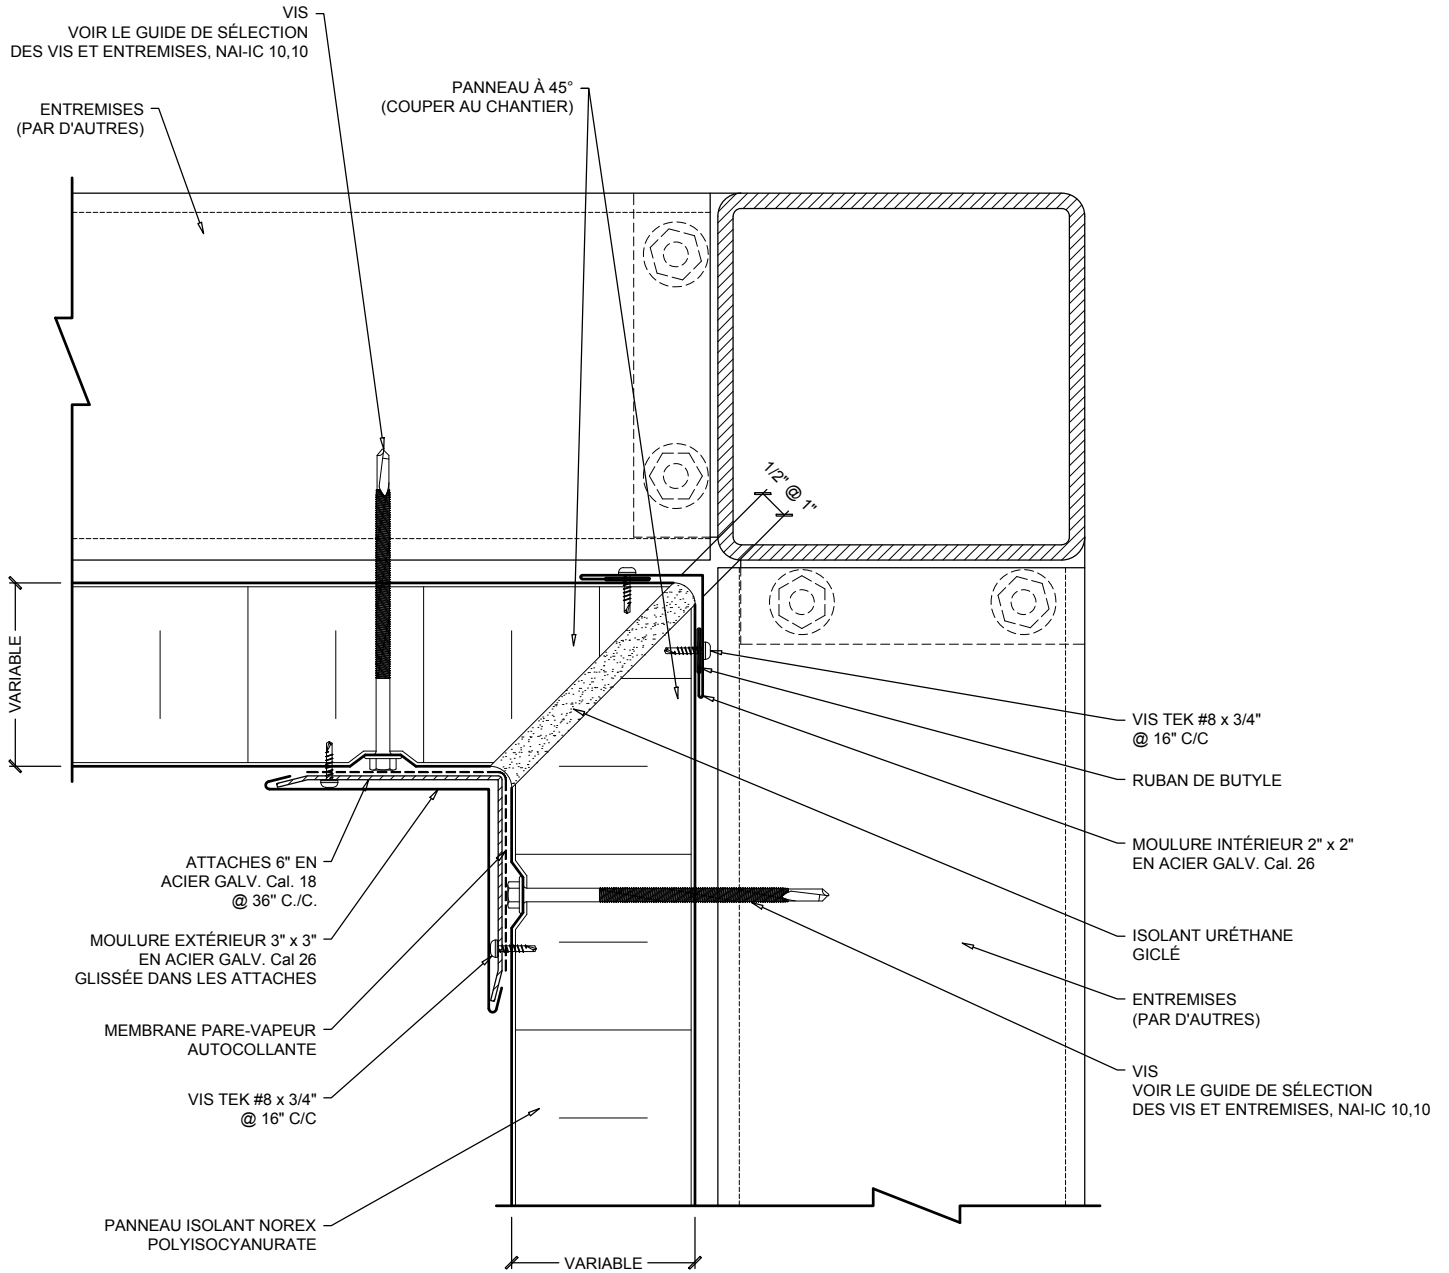 VIS
VOIR LE GUIDE DE SÉLECTION
DES VIS ET ENTREMISES, NAI-IC 10,10
PANNEAU À 45°
(COUPER AU CHANTIER)
ENTREMISES
(PAR D'AUTRES)
1/2" @ 1"
VARIABLE
VIS TEK #8 x 3/4"
@ 16" C/C
RUBAN DE BUTYLE
MOULURE INTÉRIEUR 2" x 2"
EN ACIER GALV. Cal. 26
ISOLANT URÉTHANE
GICLÉ
ENTREMISES
(PAR D'AUTRES)
VIS
VOIR LE GUIDE DE SÉLECTION
DES VIS ET ENTREMISES, NAI-IC 10,10
ATTACHES 6" EN
ACIER GALV. Cal. 18
@ 36" C./C.
MOULURE EXTÉRIEUR 3" x 3"
EN ACIER GALV. Cal 26
GLISSÉE DANS LES ATTACHES
MEMBRANE PARE-VAPEUR
AUTOCOLLANTE
VIS TEK #8 x 3/4"
@ 16" C/C
PANNEAU ISOLANT NOREX
POLYISOCYANURATE
VARIABLE